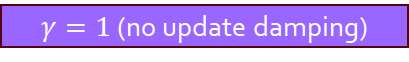 γ = 1 (no update damping)